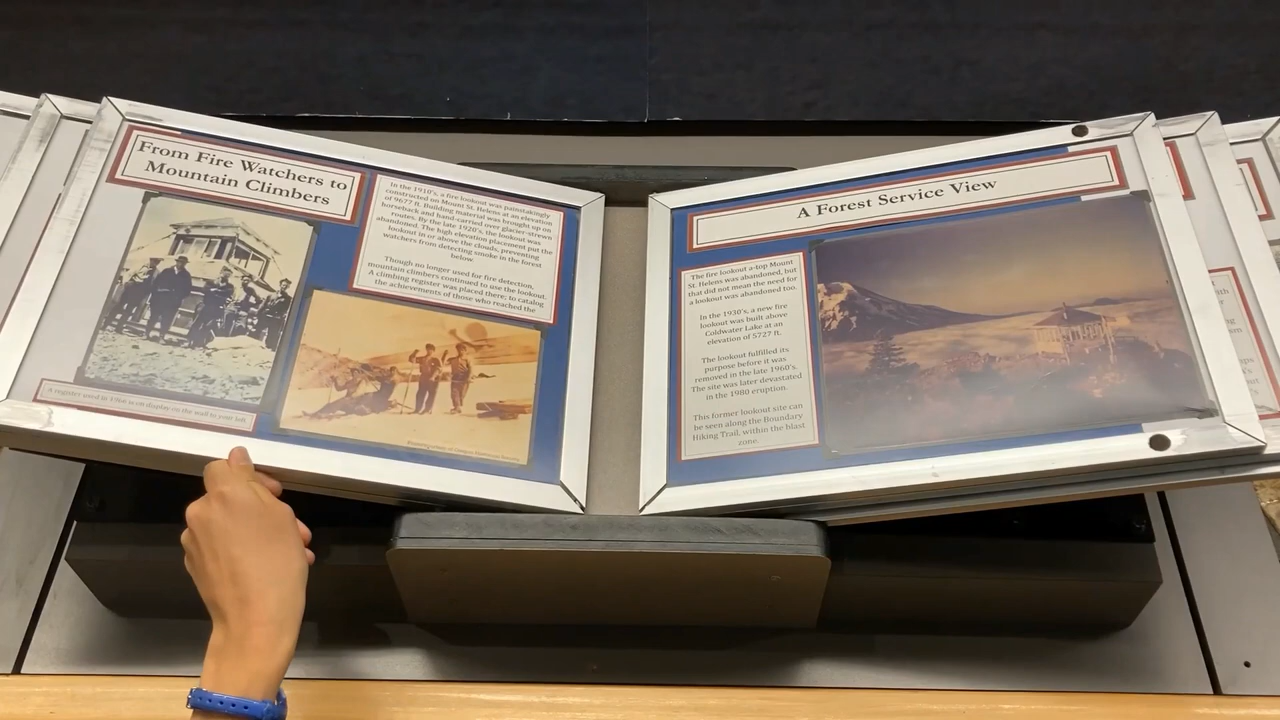 From Fire Watchers to
Mountain Climbers
In the 1910's, a fire lookout was painstakingly
constructed on Mount St. Helens at an elevation
of 9677 ft. Building material was brought up on
horseback and hand-carried over glacier-strewn
routes. By the late 1920's, the lookout was
abandoned. The high elevation placement put the
lookout in or above the clouds, preventing
watchers from detecting smoke in the forest
below.
Though no longer used for fire detection,
mountain climbers continued to use the lookout.
A climbing register was placed there; to catalog
the achievements of those who reached the
A register used in 1966 is on display on the wall to your left.
A Forest Service View
The fire lookout a-top Mount
St. Helens was abandoned, but
that did not mean the need for
a lookout was abandoned too.
In the 1930's, a new fire
lookout was built above
Coldwater Lake at an
elevation of 5727 ft.
The lookout fulfilled its
purpose before it was
removed in the late 1960's.
The site was later devastated
in the 1980 eruption.
This former lookout site can
be seen along the Boundary
Hiking Trail, within the blast
zone.